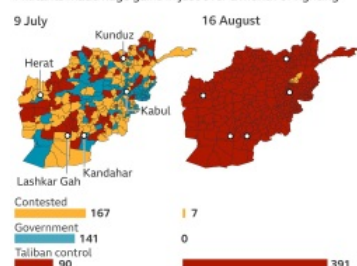 9 July
16 August
Kunduz
Herat
Kabul
Kandahar
Lashkar Gah
Contested
167
7
Government
141
0
Taliban control
90
391